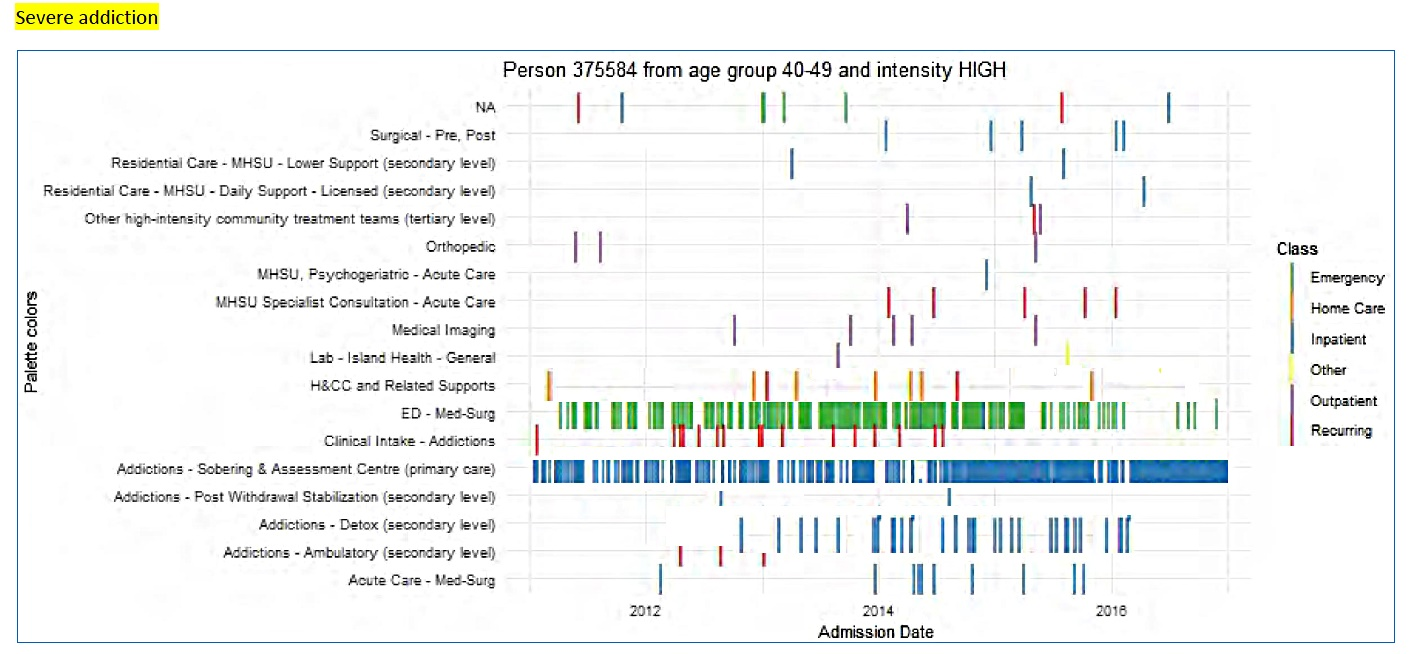 Severe addiction
Person 375584 from age group 40-49 and intensity HIGH
NA
Surgical - Pre, Post
Residential Care - MHSU - Lower Support (secondary level)
Residential Care - MHSU - Daily Support - Licensed (secondary level)
Other high-intensity community treatment teams (tertiary level)
Orthopedic
MHSU, Psychogeriatric - Acute Care
MHSU Specialist Consultation - Acute Care
Medical Imaging
Lab - Island Health - General
H&CC and Related Supports
ED - Med-Surg
Clinical Intake - Addictions
Addictions - Sobering & Assessment Centre (primary care)
Addictions - Post Withdrawal Stabilization (secondary level)
Addictions - Detox (secondary level)
Addictions - Ambulatory (secondary level)
Acute Care - Med-Surg
Palette colors
2012
2014
2016
Admission Date
Class
Emergency
Home Care
Inpatient
Other
Outpatient
Recurring